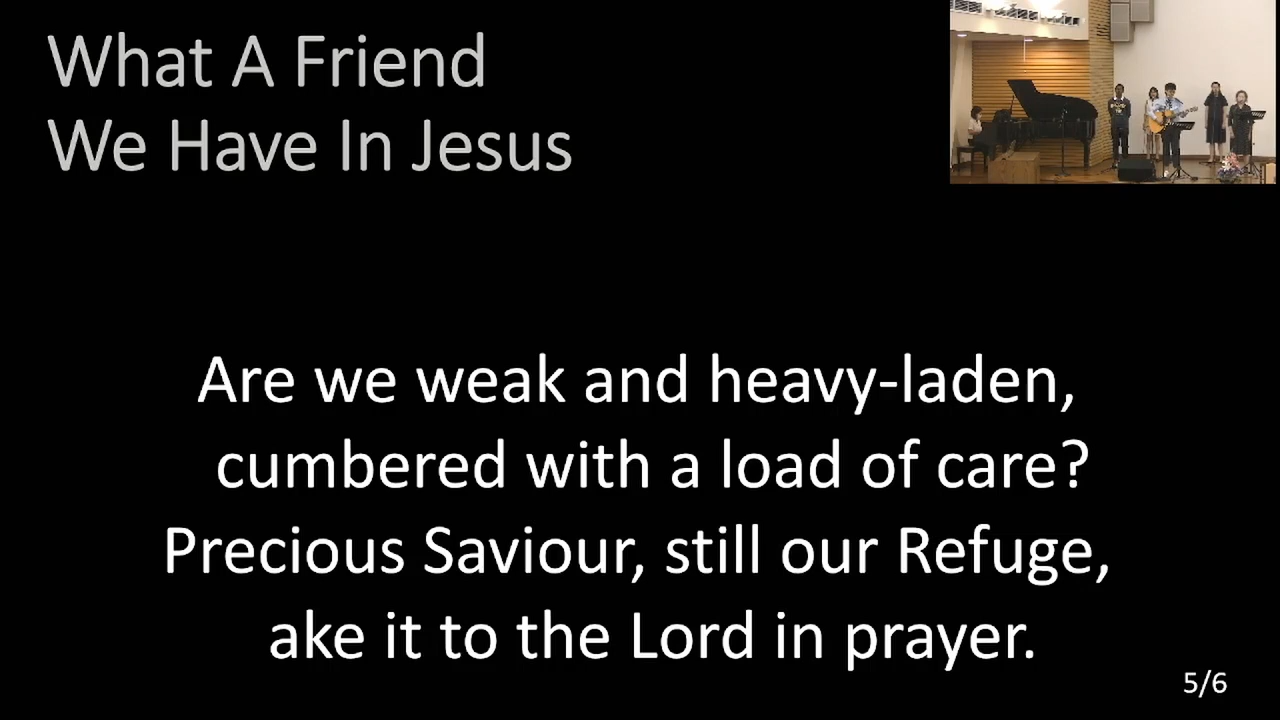 What A Friend
We Have In Jesus
Are we weak and heavy-laden,
cumbered with a load of care?
Precious Saviour, still our Refuge,
ake it to the Lord in prayer.
5/6